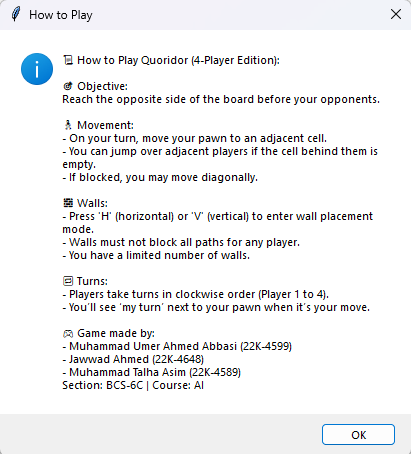 How to Play
📜 How to Play Quoridor (4-Player Edition):
🎯 Objective:
Reach the opposite side of the board before your opponents.
🚶 Movement:
- On your turn, move your pawn to an adjacent cell.
- You can jump over adjacent players if the cell behind them is
empty.
- If blocked, you may move diagonally.
🧱 Walls:
- Press 'H' (horizontal) or 'V' (vertical) to enter wall placement
mode.
- Walls must not block all paths for any player.
- You have a limited number of walls.
🔁 Turns:
- Players take turns in clockwise order (Player 1 to 4).
- You'll see 'my turn' next to your pawn when it's your move.
🎮 Game made by:
- Muhammad Umer Ahmed Abbasi (22K-4599)
- Jawwad Ahmed (22K-4648)
- Muhammad Talha Asim (22K-4589)
Section: BCS-6C | Course: AI
OK